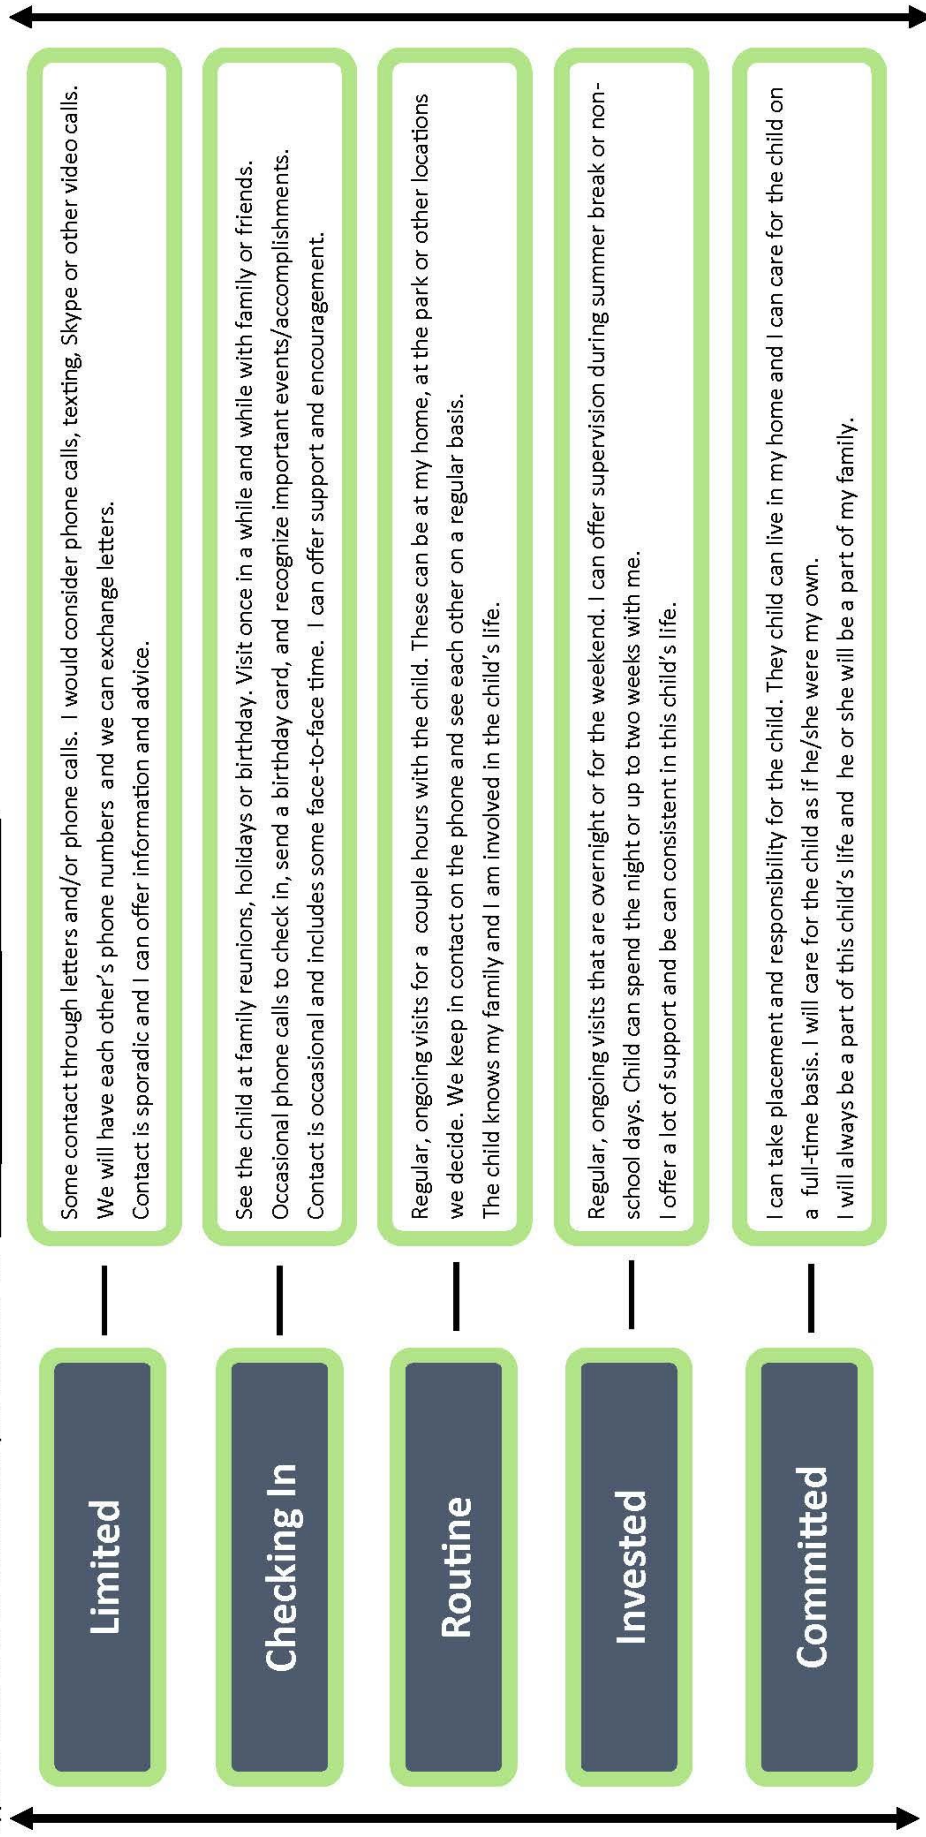 Limited
Some contact through letters and/or phone calls.  I would consider phone calls, texting, Skype or other video calls.
We will have each other's phone numbers  and we can exchange letters.
Contact is sporadic and I can offer information and advice.
Checking In
See the child at family reunions, holidays or birthday. Visit once in a while and while with family or friends.
Occasional phone calls to check in, send a birthday card, and recognize important events/accomplishments.
Contact is occasional and includes some face-to-face time.  I can offer support and encouragement.
Routine
Regular, ongoing visits for a  couple hours with the child. These can be at my home, at the park or other locations
we decide. We keep in contact on the phone and see each other on a regular basis.
The child knows my family and I am involved in the child's life.
Invested
Regular, ongoing visits that are overnight or for the weekend. I can offer supervision during summer break or non-
school days. Child can spend the night or up to two weeks with me.
I offer a lot of support and be can consistent in this child's life.
Committed
I can take placement and responsibility for the child. They child can live in my home and I can care for the child on
a  full-time basis. I will care for the child as if he/she were my own.
I will always be a part of this child's life and  he or she will be a part of my family.